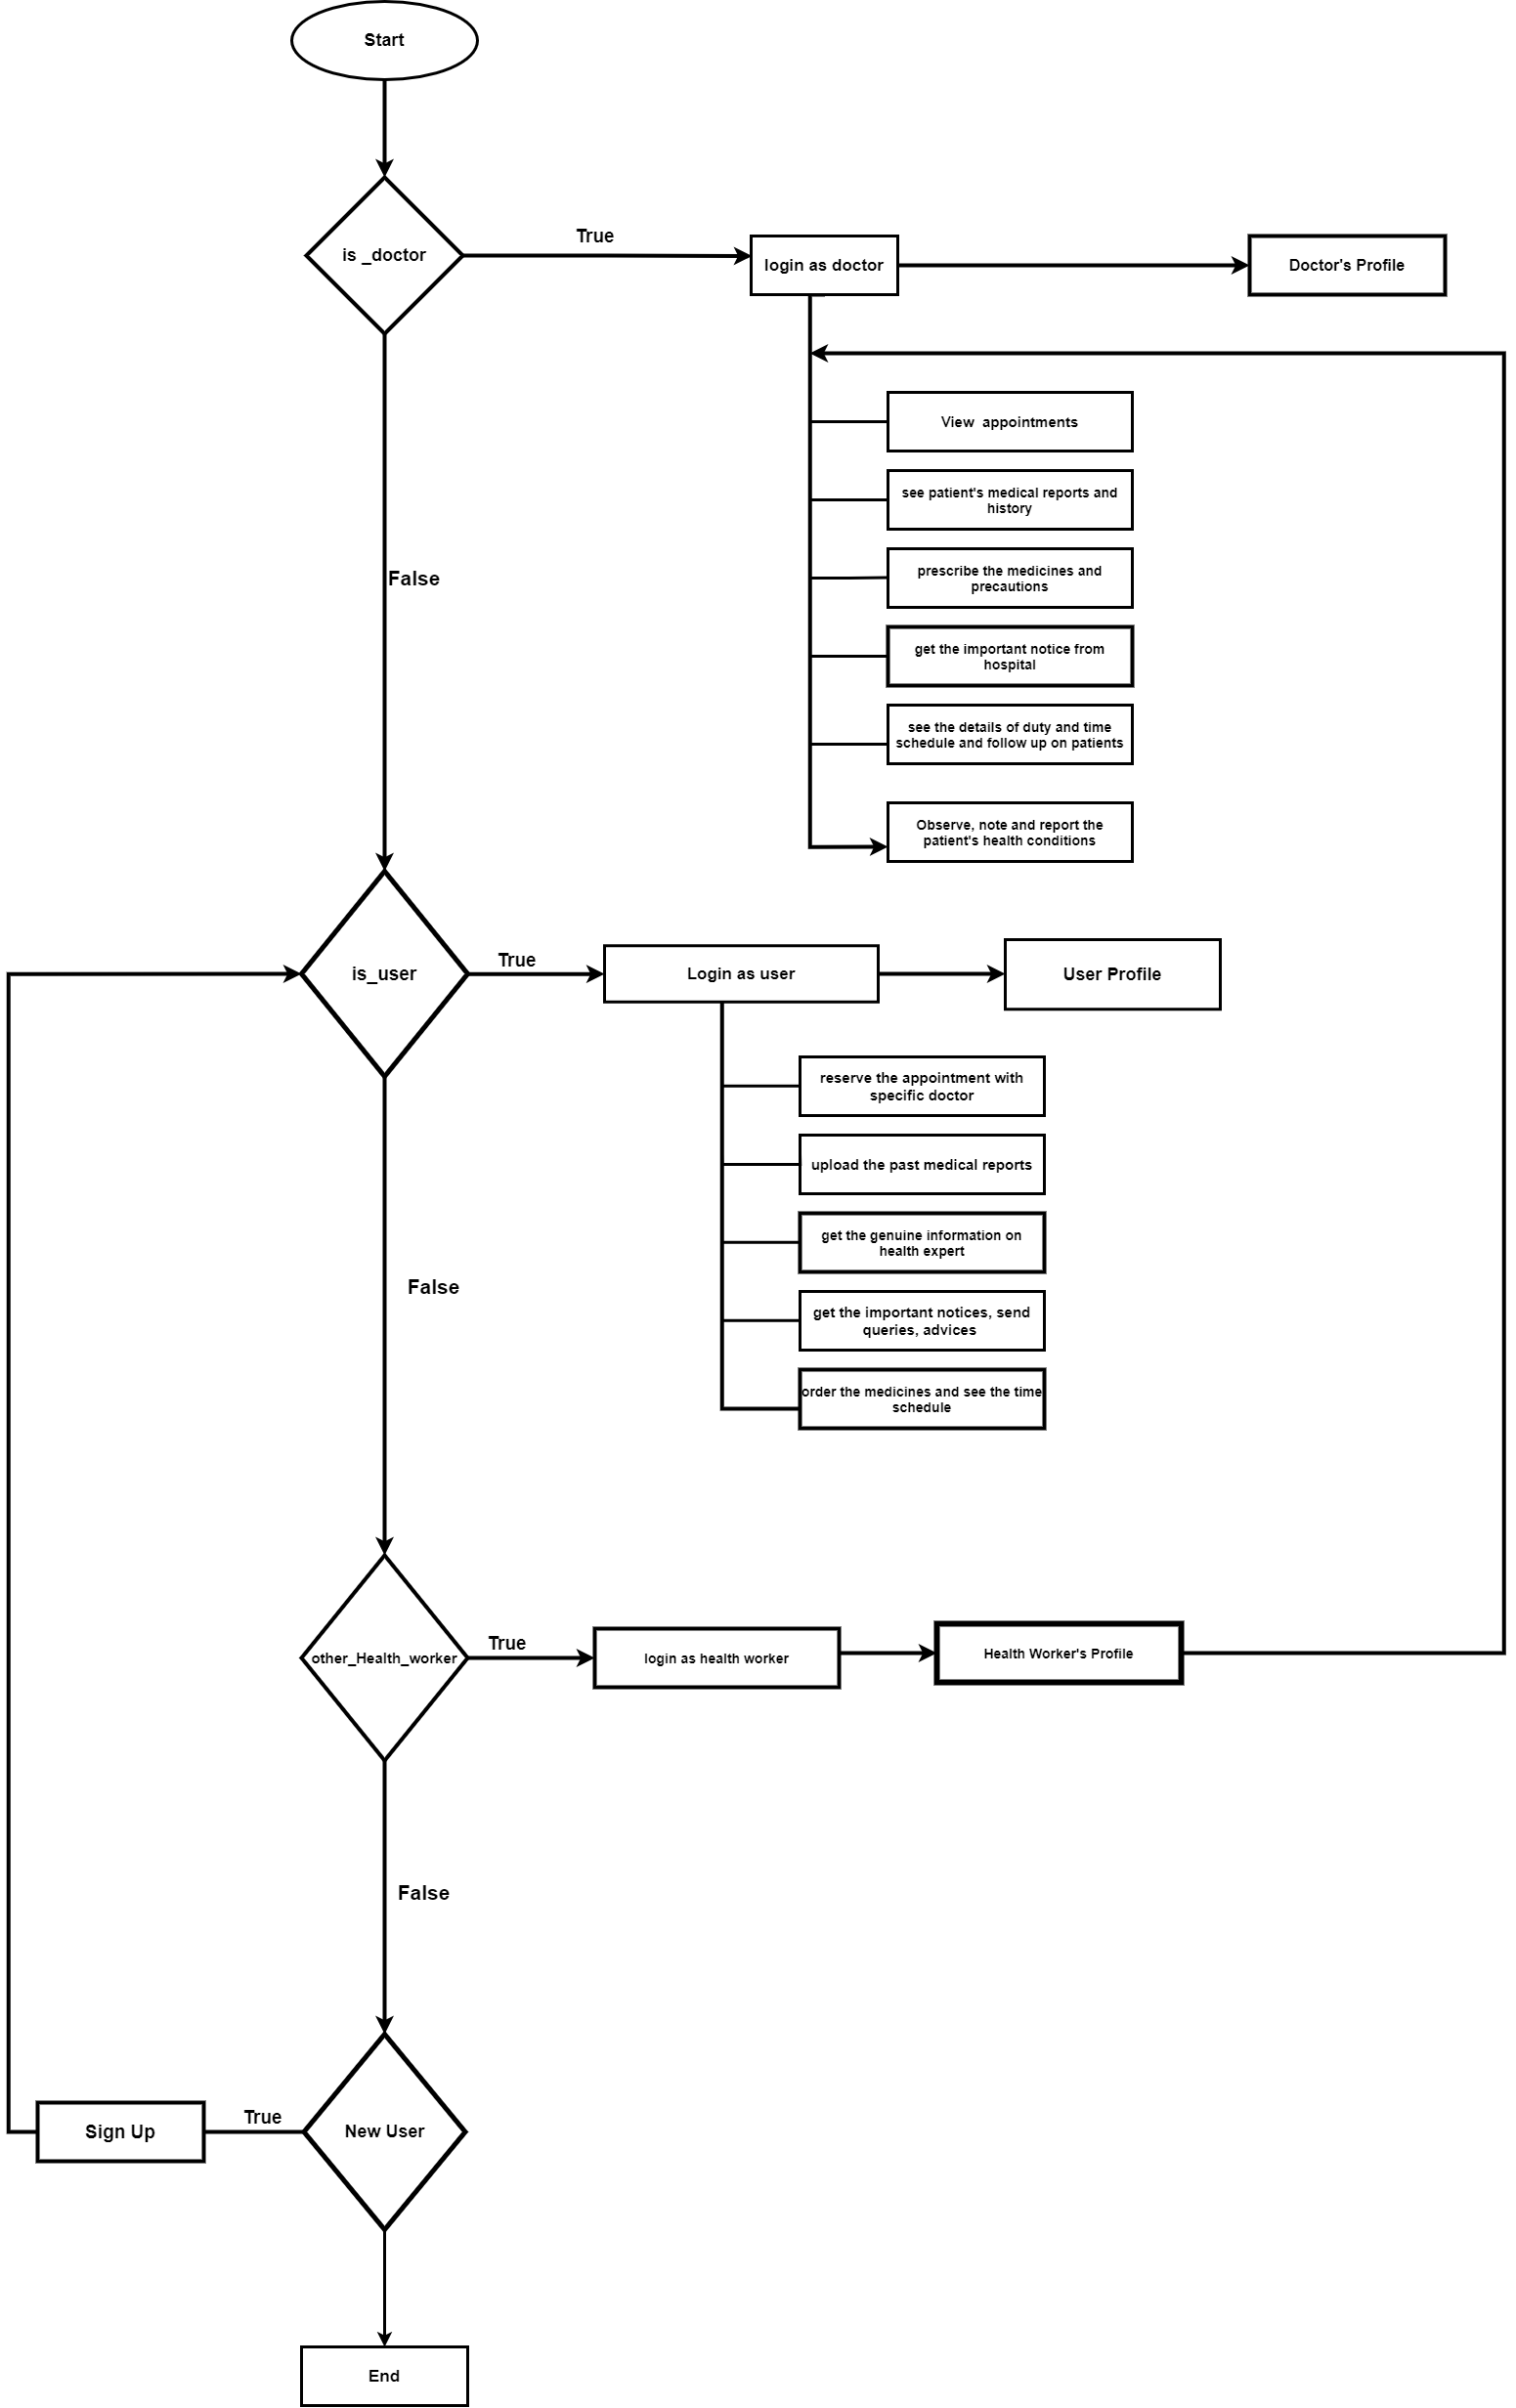 Start
is _doctor
True
login as doctor
Doctor's Profile
View  appointments
see patient's medical reports and
history
prescribe the medicines and
precautions
False
get the important notice from
hospital
see the details of duty and time
schedule and follow up on patients
Observe, note and report the
patient's health conditions
is_user
True
Login as user
User Profile
reserve the appointment with
specific doctor
upload the past medical reports
get the genuine information on
health expert
False
get the important notices, send
queries, advices
order the medicines and see the time
schedule
other_Health_worker
True
login as health worker
Health Worker's Profile
False
New User
True
Sign Up
End